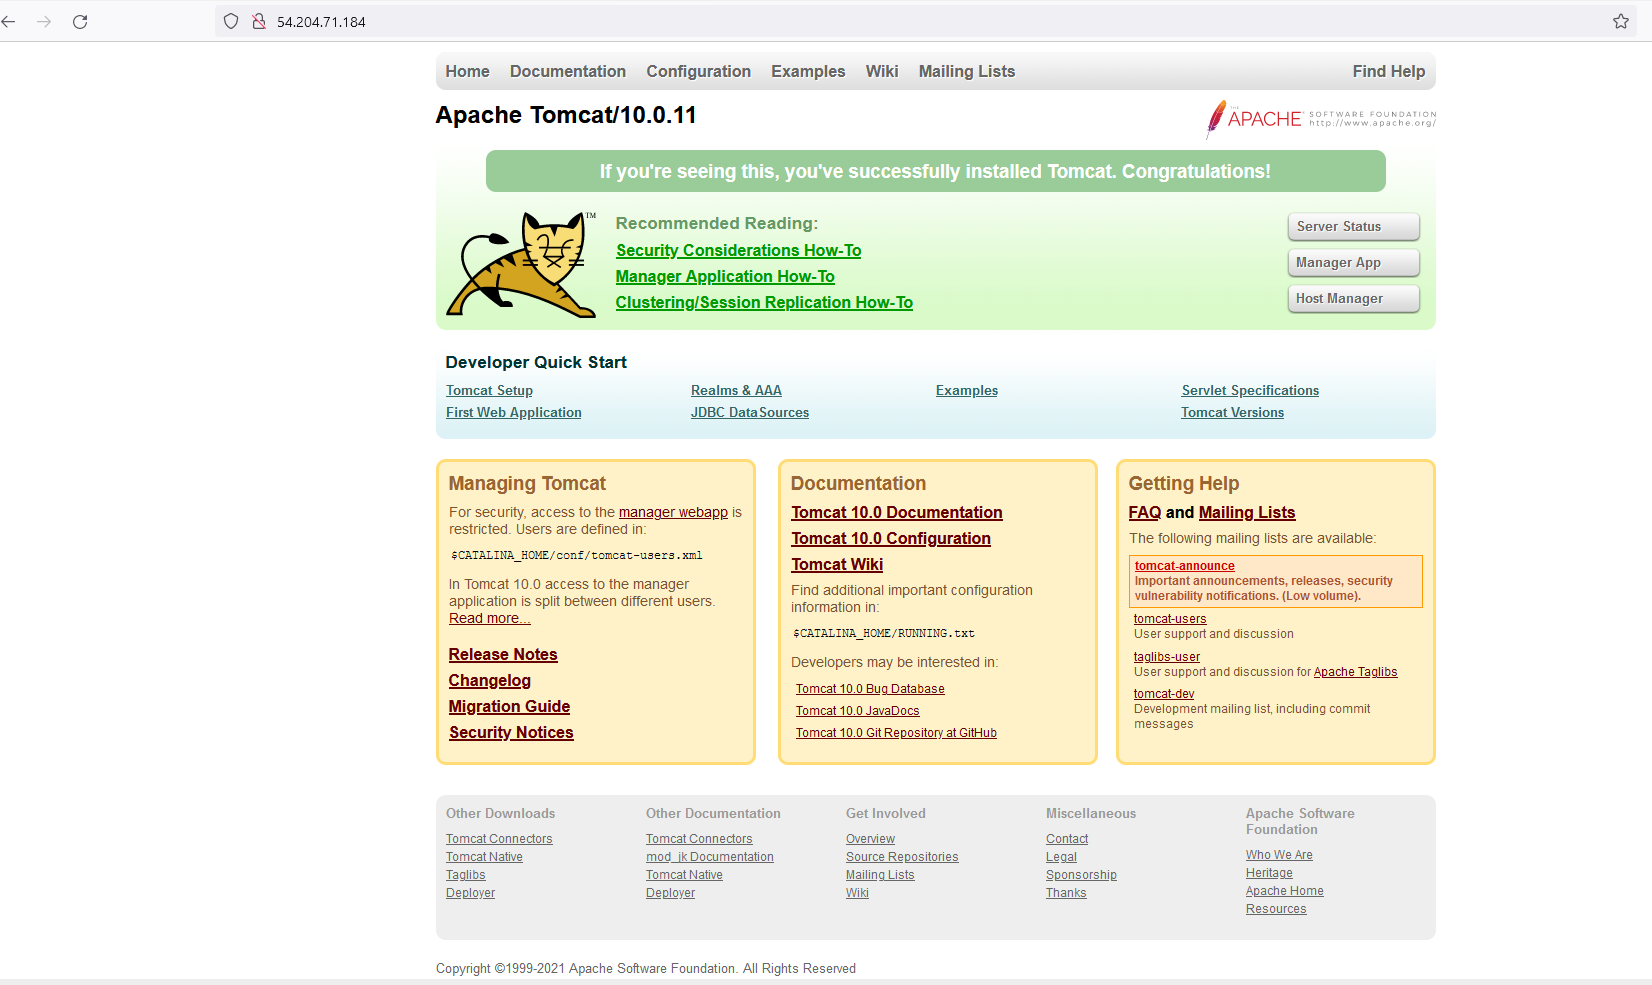 54.204.71.184
Home Documentation Configuration Examples Wiki Mailing Lists Find Help
Apache Tomcat/10.0.11
THE
APACHE SOFTWARE FOUNDATION
http://www.apache.org/
If you're seeing this, you've successfully installed Tomcat. Congratulations!
TM
Recommended Reading:
Security Considerations How-To
Manager Application How-To
Clustering/Session Replication How-To
Server Status
Manager App
Host Manager
Developer Quick Start
Tomcat Setup
First Web Application
Realms & AAA
JDBC DataSources
Examples
Servlet Specifications
Tomcat Versions
Managing Tomcat
For security, access to the manager webapp is
restricted. Users are defined in:
$CATALINA_HOME/conf/tomcat-users.xml
In Tomcat 10.0 access to the manager
application is split between different users.
Read more...
Release Notes
Changelog
Migration Guide
Security Notices
Documentation
Tomcat 10.0 Documentation
Tomcat 10.0 Configuration
Tomcat Wiki
Find additional important configuration
information in:
$CATALINA_HOME/RUNNING.txt
Developers may be interested in:
Tomcat 10.0 Bug Database
Tomcat 10.0 JavaDocs
Tomcat 10.0 Git Repository at GitHub
Getting Help
FAQ and Mailing Lists
The following mailing lists are available:
tomcat-announce
Important announcements, releases, security
vulnerability notifications. (Low volume).
tomcat-users
User support and discussion
taglibs-user
User support and discussion for Apache Taglibs
tomcat-dev
Development mailing list, including commit
messages
Other Downloads
Tomcat Connectors
Tomcat Native
Taglibs
Deployer
Other Documentation
Tomcat Connectors
mod_jk Documentation
Tomcat Native
Deployer
Get Involved
Overview
Source Repositories
Mailing Lists
Wiki
Miscellaneous
Contact
Legal
Sponsorship
Thanks
Apache Software
Foundation
Who We Are
Heritage
Apache Home
Resources
Copyright ©1999-2021 Apache Software Foundation. All Rights Reserved